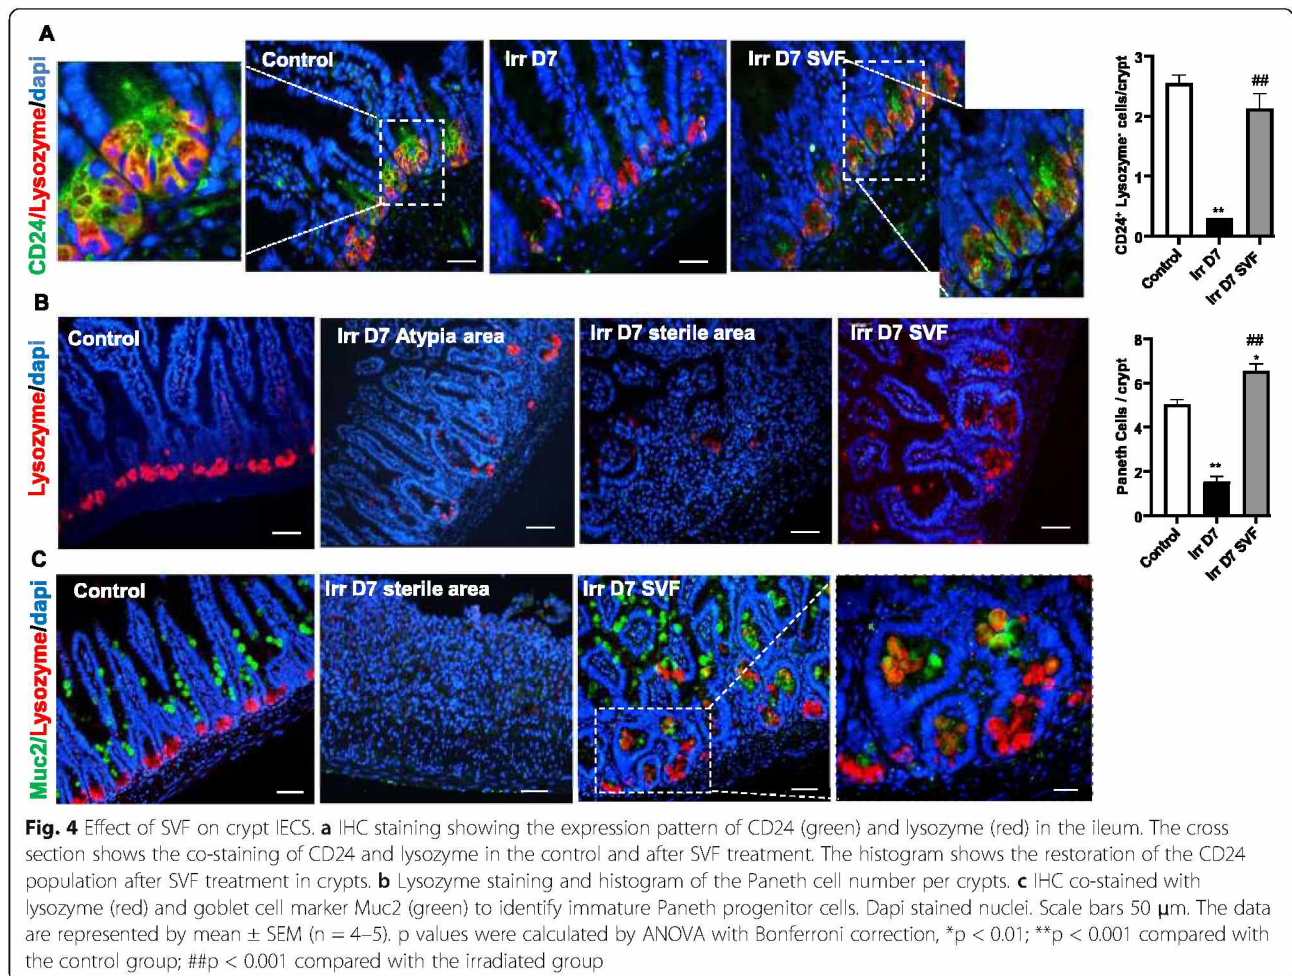 A
CD24/Lysozyme/dapi
Control
Irr D7
Irr D7 SVF
CD24⁺ Lysozyme⁻ cells/crypt
3
2
1
0
**
##
Control
Irr D7
Irr D7 SVF
B
Lysozyme/dapi
Control
Irr D7 Atypia area
Irr D7 sterile area
Irr D7 SVF
Paneth Cells / crypt
8
6
4
2
0
**
##
*
Control
Irr D7
Irr D7 SVF
C
Muc2/Lysozyme/dapi
Control
Irr D7 sterile area
Irr D7 SVF
Fig. 4 Effect of SVF on crypt IECS. a IHC staining showing the expression pattern of CD24 (green) and lysozyme (red) in the ileum. The cross
section shows the co-staining of CD24 and lysozyme in the control and after SVF treatment. The histogram shows the restoration of the CD24
population after SVF treatment in crypts. b Lysozyme staining and histogram of the Paneth cell number per crypts. c IHC co-stained with
lysozyme (red) and goblet cell marker Muc2 (green) to identify immature Paneth progenitor cells. Dapi stained nuclei. Scale bars 50 μm. The data
are represented by mean ± SEM (n = 4–5). p values were calculated by ANOVA with Bonferroni correction, *p < 0.01; **p < 0.001 compared with
the control group; ##p < 0.001 compared with the irradiated group